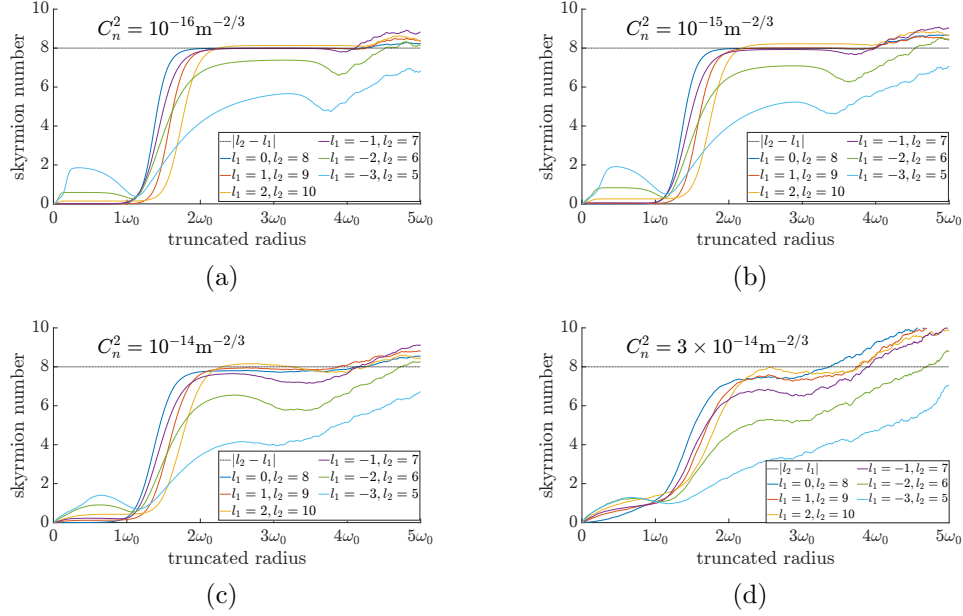 10
C_n^2 = 10^{-16} m^{-2/3}
8
6
skyrmion number
4
|l_2 − l_1|
l_1 = −1, l_2 = 7
l_1 = 0, l_2 = 8
l_1 = −2, l_2 = 6
2
l_1 = 1, l_2 = 9
l_1 = −3, l_2 = 5
l_1 = 2, l_2 = 10
0
0 1ω_0 2ω_0 3ω_0 4ω_0 5ω_0
truncated radius
(a)
10
C_n^2 = 10^{-15} m^{-2/3}
8
6
skyrmion number
4
|l_2 − l_1|
l_1 = −1, l_2 = 7
l_1 = 0, l_2 = 8
l_1 = −2, l_2 = 6
2
l_1 = 1, l_2 = 9
l_1 = −3, l_2 = 5
l_1 = 2, l_2 = 10
0
0 1ω_0 2ω_0 3ω_0 4ω_0 5ω_0
truncated radius
(b)
10
C_n^2 = 10^{-14} m^{-2/3}
8
6
skyrmion number
4
|l_2 − l_1|
l_1 = −1, l_2 = 7
l_1 = 0, l_2 = 8
l_1 = −2, l_2 = 6
2
l_1 = 1, l_2 = 9
l_1 = −3, l_2 = 5
l_1 = 2, l_2 = 10
0
0 1ω_0 2ω_0 3ω_0 4ω_0 5ω_0
truncated radius
(c)
10
C_n^2 = 3 × 10^{-14} m^{-2/3}
8
6
skyrmion number
4
|l_2 − l_1|
l_1 = −1, l_2 = 7
l_1 = 0, l_2 = 8
l_1 = −2, l_2 = 6
2
l_1 = 1, l_2 = 9
l_1 = −3, l_2 = 5
l_1 = 2, l_2 = 10
0
0 1ω_0 2ω_0 3ω_0 4ω_0 5ω_0
truncated radius
(d)